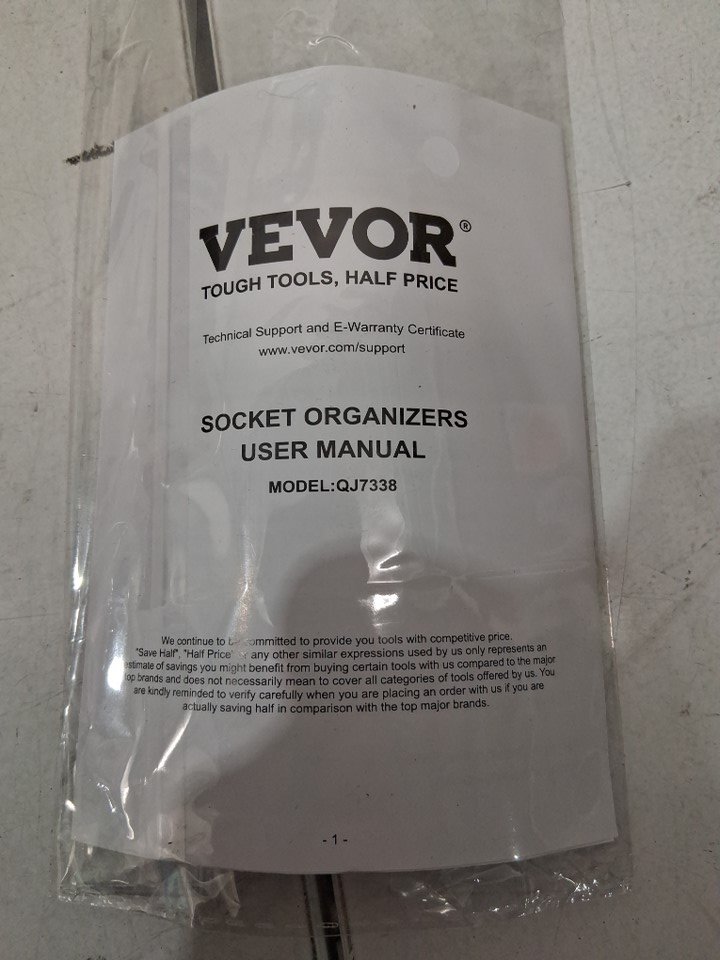 VEVOR®
TOUGH TOOLS, HALF PRICE
Technical Support and E-Warranty Certificate
www.vevor.com/support
SOCKET ORGANIZERS
USER MANUAL
MODEL:QJ7338
We continue to committed to provide you tools with competitive price.
"Save Half", "Half Price" any other similar expressions used by us only represents an
estimate of savings you might benefit from buying certain tools with us compared to the major
op brands and does not necessarily mean to cover all categories of tools offered by us. You
are kindly reminded to verify carefully when you are placing an order with us if you are
actually saving half in comparison with the top major brands.
- 1 -